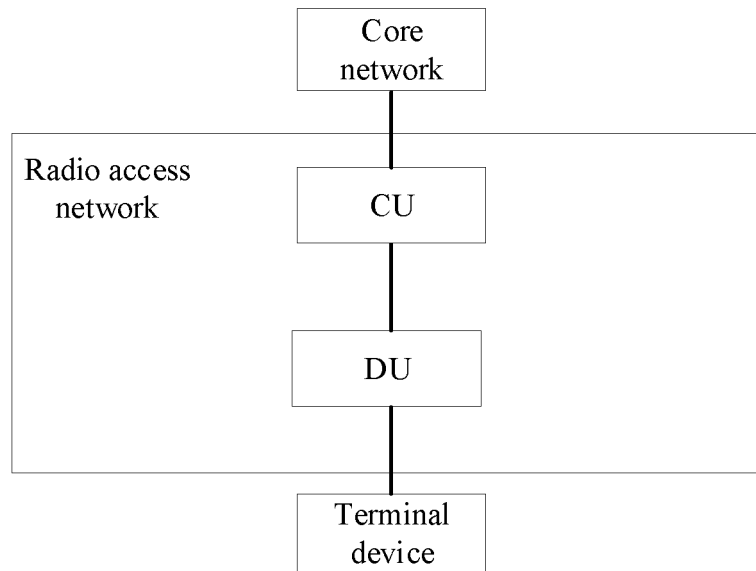 Core
network
Radio access
network
CU
DU
Terminal
device